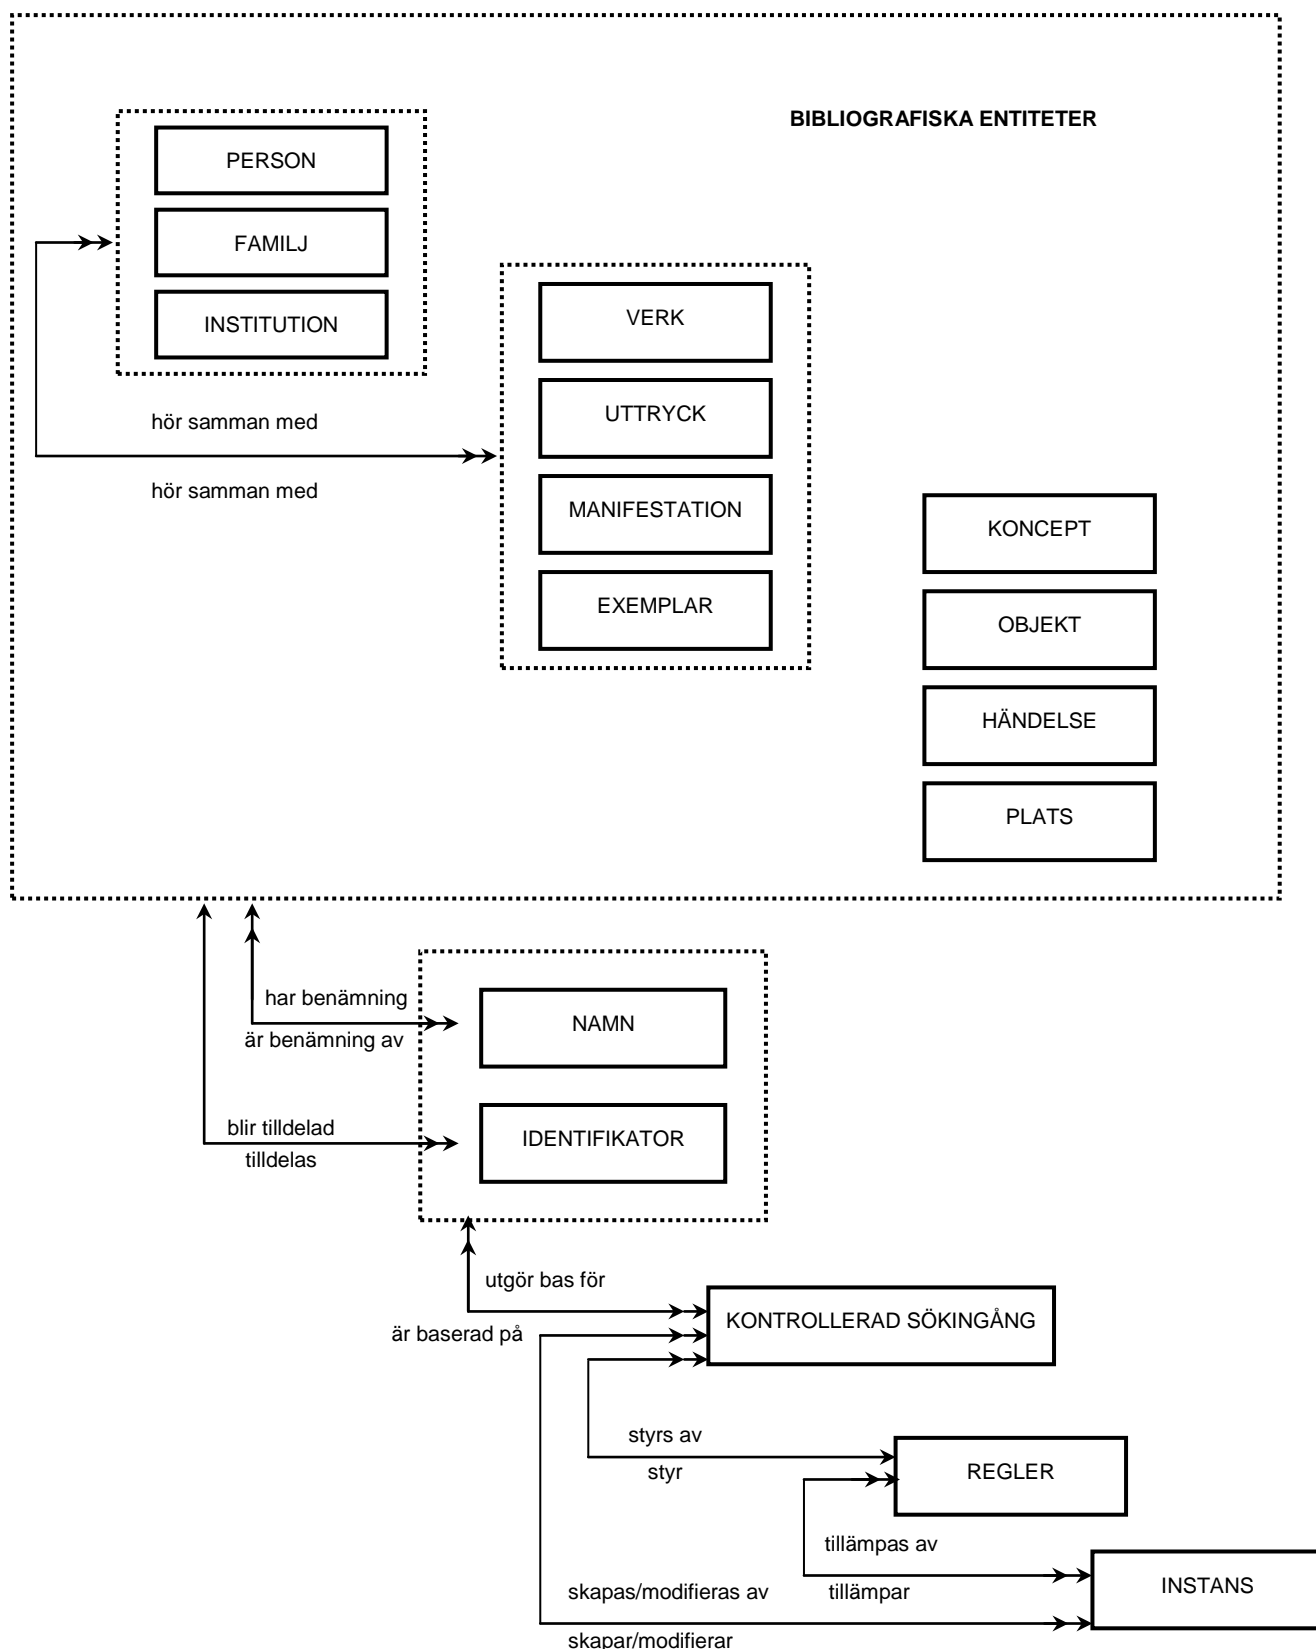 BIBLIOGRAFISKA ENTITETER
PERSON
FAMILJ
INSTITUTION
VERK
UTTRYCK
MANIFESTATION
EXEMPLAR
hör samman med
hör samman med
KONCEPT
OBJEKT
HÄNDELSE
PLATS
har benämning
är benämning av
NAMN
blir tilldelad
tilldelas
IDENTIFIKATOR
utgör bas för
är baserad på
KONTROLLERAD SÖKINGÅNG
styrs av
styr
REGLER
tillämpas av
tillämpar
INSTANS
skapas/modifieras av
skapar/modifierar